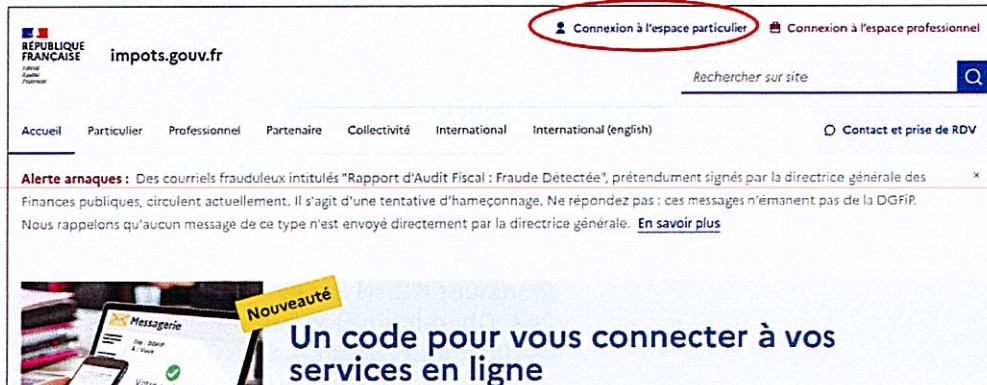 RÉPUBLIQUE
FRANÇAISE
Liberté
Égalité
Fraternité
impots.gouv.fr
Connexion à l'espace particulier
Connexion à l'espace professionnel
Rechercher sur site
Accueil Particulier Professionnel Partenaire Collectivité International International (english) Contact et prise de RDV
Alerte arnaques : Des courriels frauduleux intitulés "Rapport d'Audit Fiscal : Fraude Détectée", prétendument signés par la directrice générale des
Finances publiques, circulent actuellement. Il s'agit d'une tentative d'hameçonnage. Ne répondez pas : ces messages n'émanent pas de la DGFiP.
Nous rappelons qu'aucun message de ce type n'est envoyé directement par la directrice générale. En savoir plus
Messagerie
Nouveauté
Un code pour vous connecter à vos
services en ligne